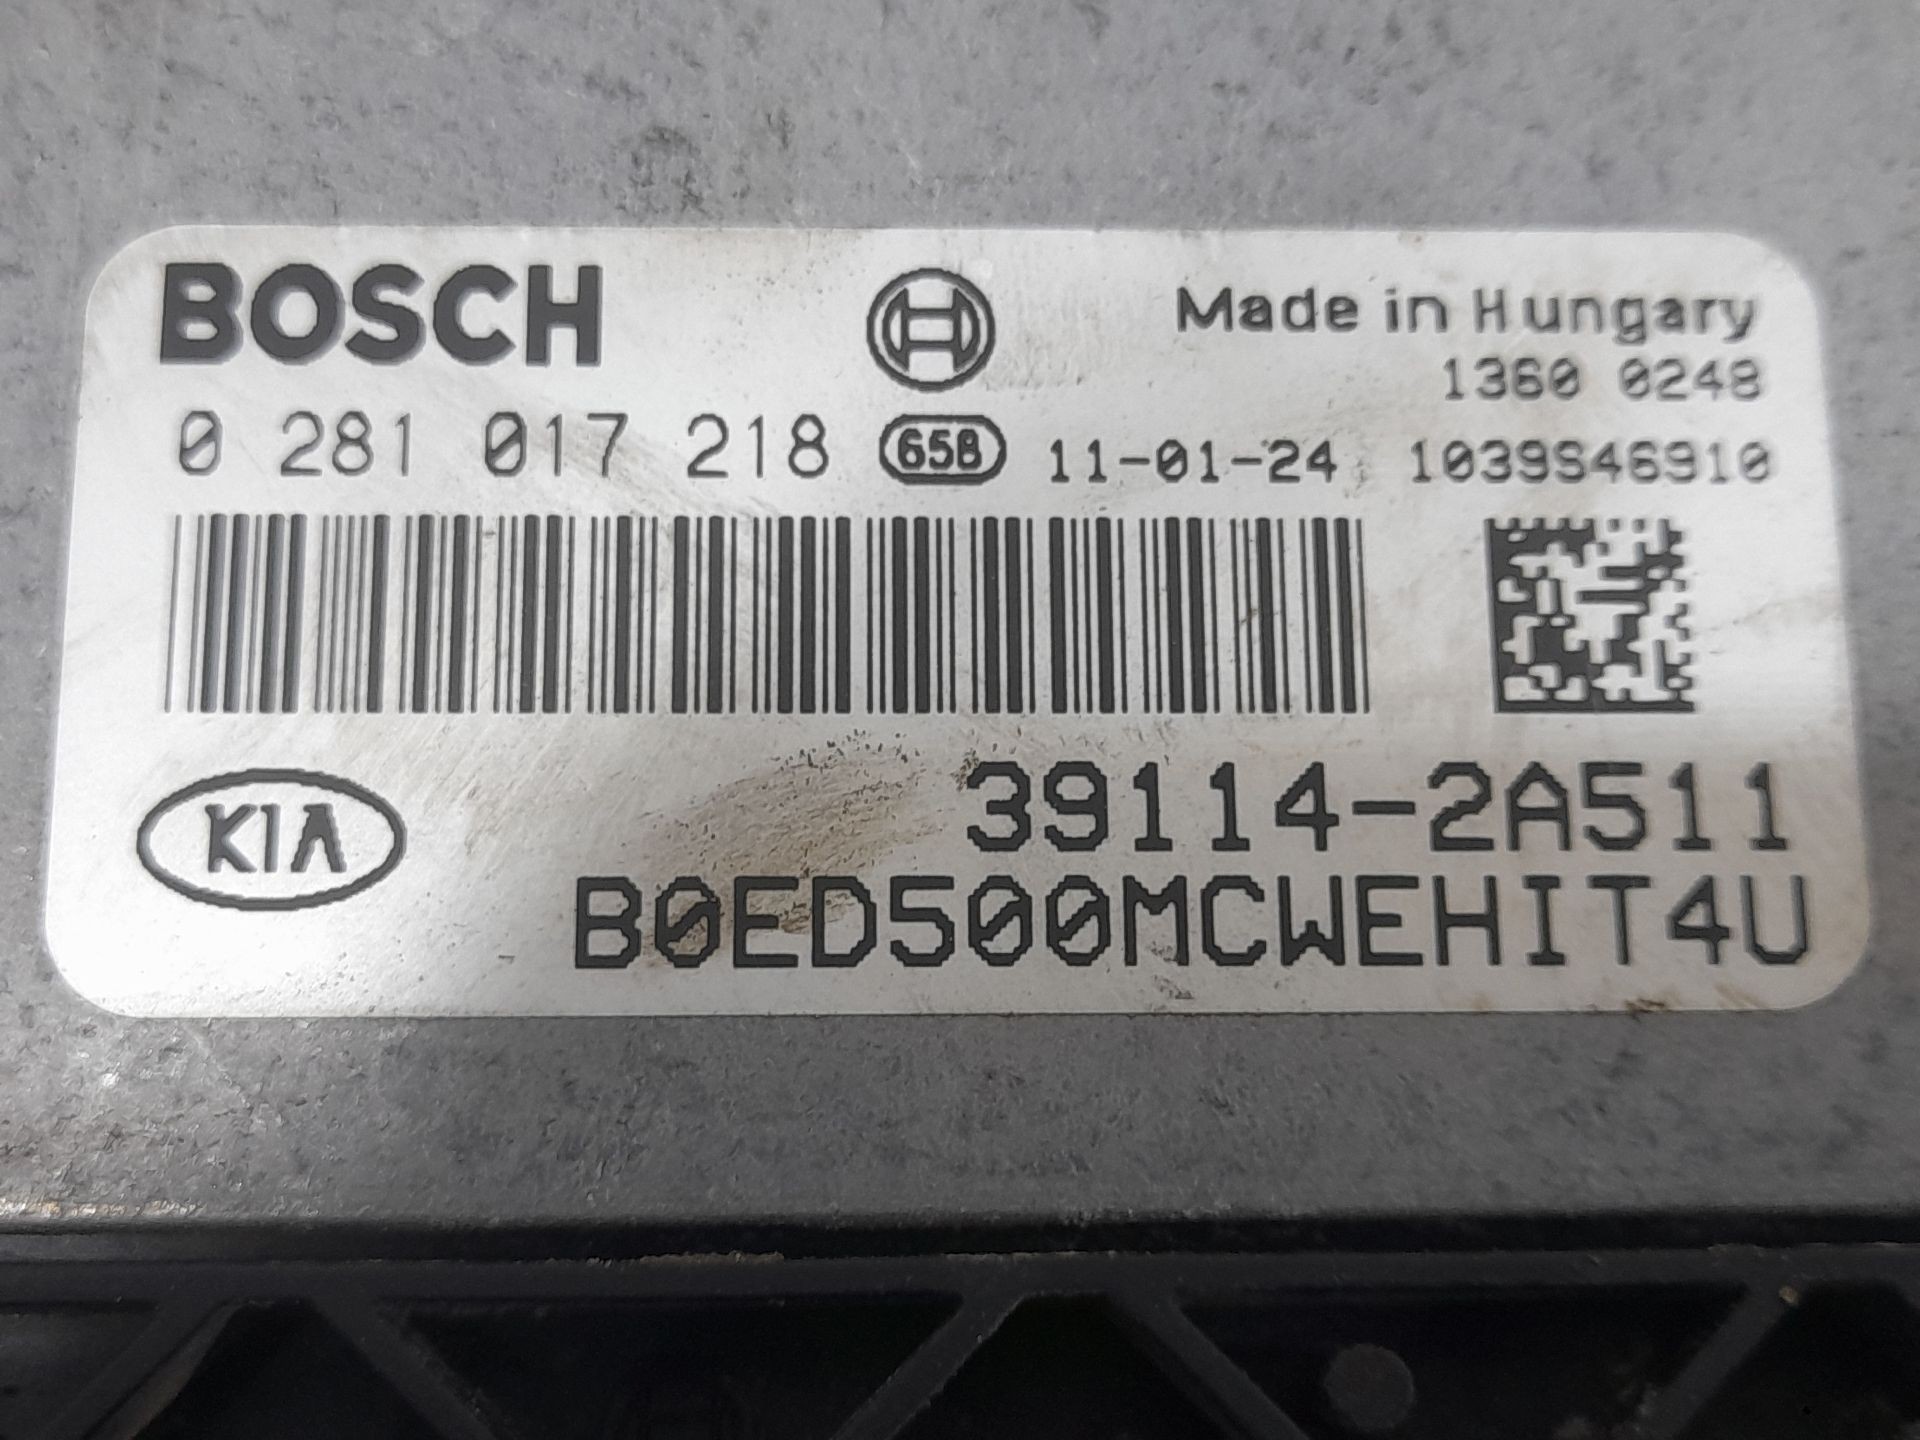 BOSCH
Made in Hungary
1360 0248
0 281 017 218 658 11-01-24 1039S46910
KIA
39114-2A511
B0ED500MCWEHIT4U